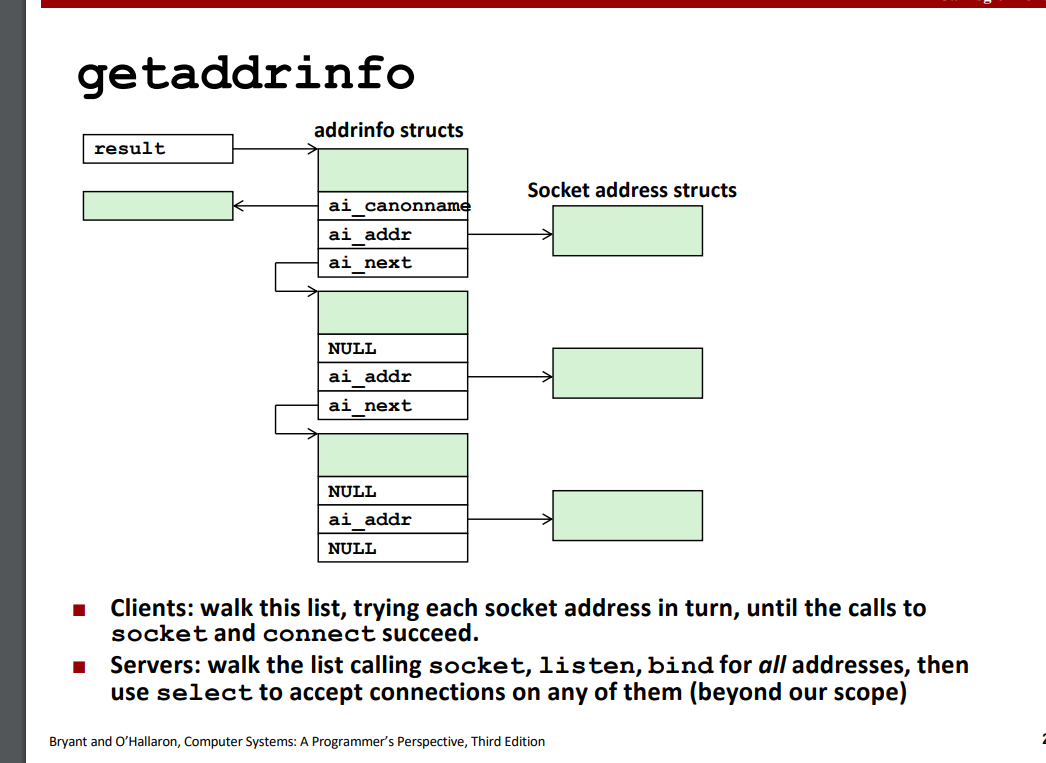 getaddrinfo
addrinfo structs
result
Socket address structs
ai_canonname
ai_addr
ai_next
NULL
ai_addr
ai_next
NULL
ai_addr
NULL
■ Clients: walk this list, trying each socket address in turn, until the calls to
socket and connect succeed.
■ Servers: walk the list calling socket, listen, bind for all addresses, then
use select to accept connections on any of them (beyond our scope)
Bryant and O’Hallaron, Computer Systems: A Programmer’s Perspective, Third Edition